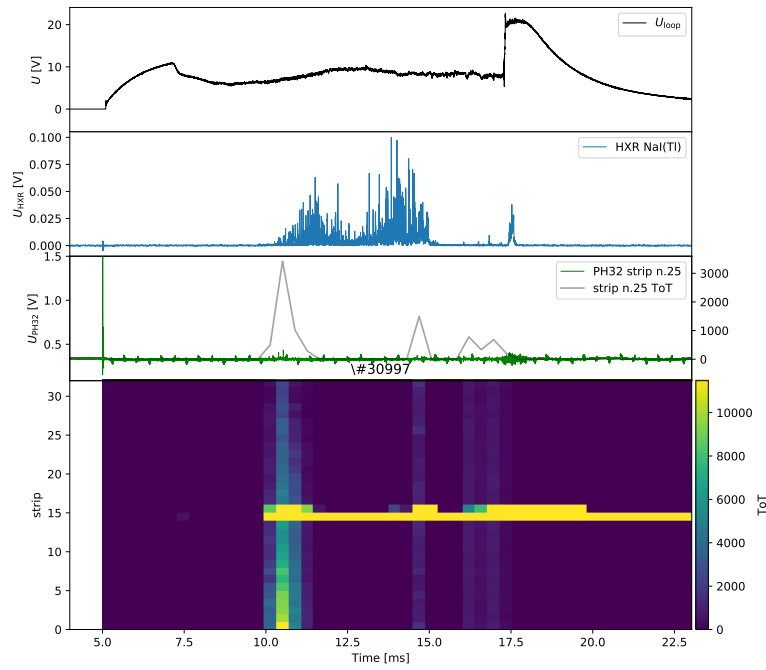 20
10
0
U [V]
U_loop
0.100
0.075
0.050
0.025
0.000
U_HXR [V]
HXR NaI(Tl)
1.5
1.0
0.5
U_PH32 [V]
PH32 strip n.25
strip n.25 ToT
3000
2000
1000
0
\#30997
30
25
20
15
10
5
0
strip
10000
8000
6000
4000
2000
0
ToT
5.0 7.5 10.0 12.5 15.0 17.5 20.0 22.5
Time [ms]